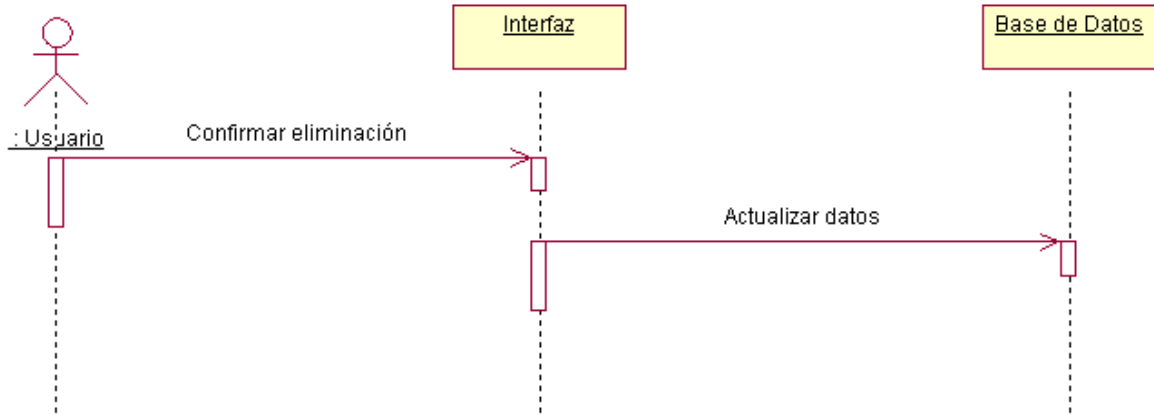 Interfaz
Base de Datos
: Usuario
Confirmar eliminación
Actualizar datos